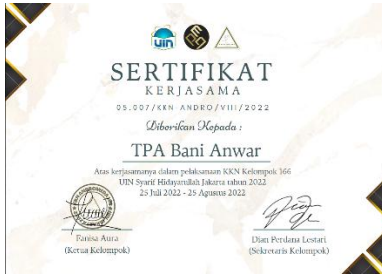 uin
SERTIFIKAT
KERJASAMA
05.007/KKN-ANDRO/VIII/2022
Diberikan Kepada :
TPA Bani Anwar
Atas kerjasamanya dalam pelaksanaan KKN Kelompok 166
UIN Syarif Hidayatullah Jakarta tahun 2022
25 Juli 2022 - 25 Agustus 2022
Fanisa Aura
(Ketua Kelompok)
Dian Perdana Lestari
(Sekretaris Kelompok)